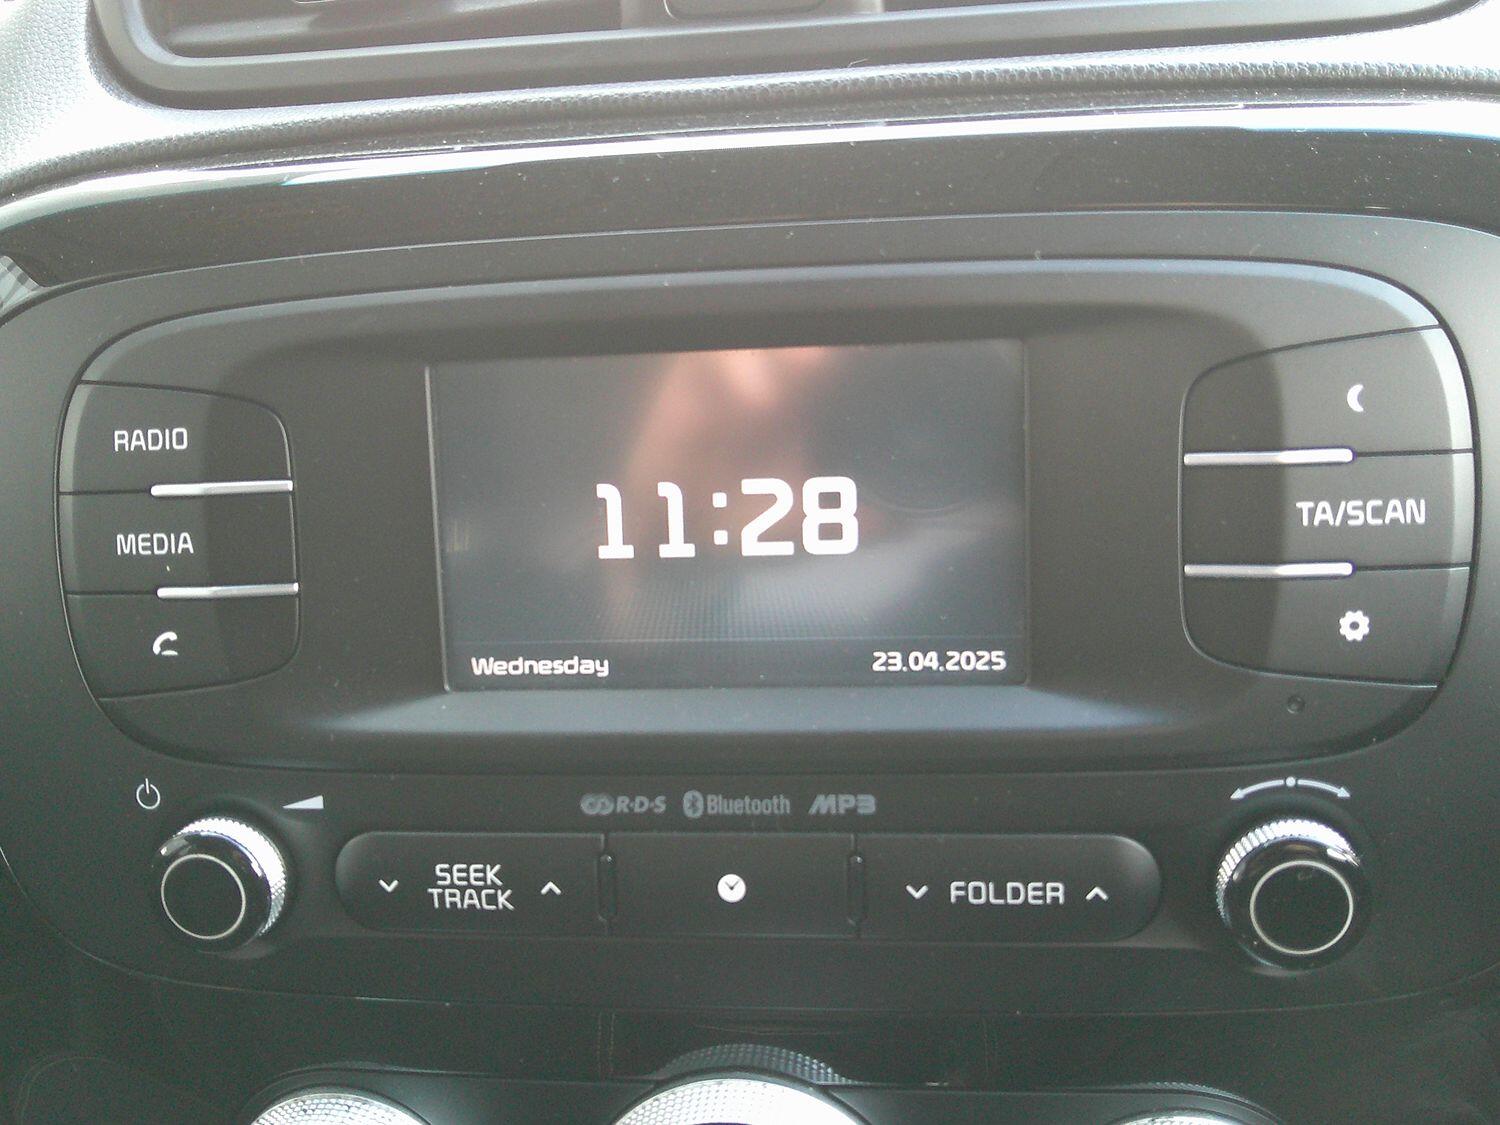 RADIO
MEDIA
11:28
Wednesday 23.04.2025
TA/SCAN
R·D·S Bluetooth MP3
SEEK
TRACK
FOLDER